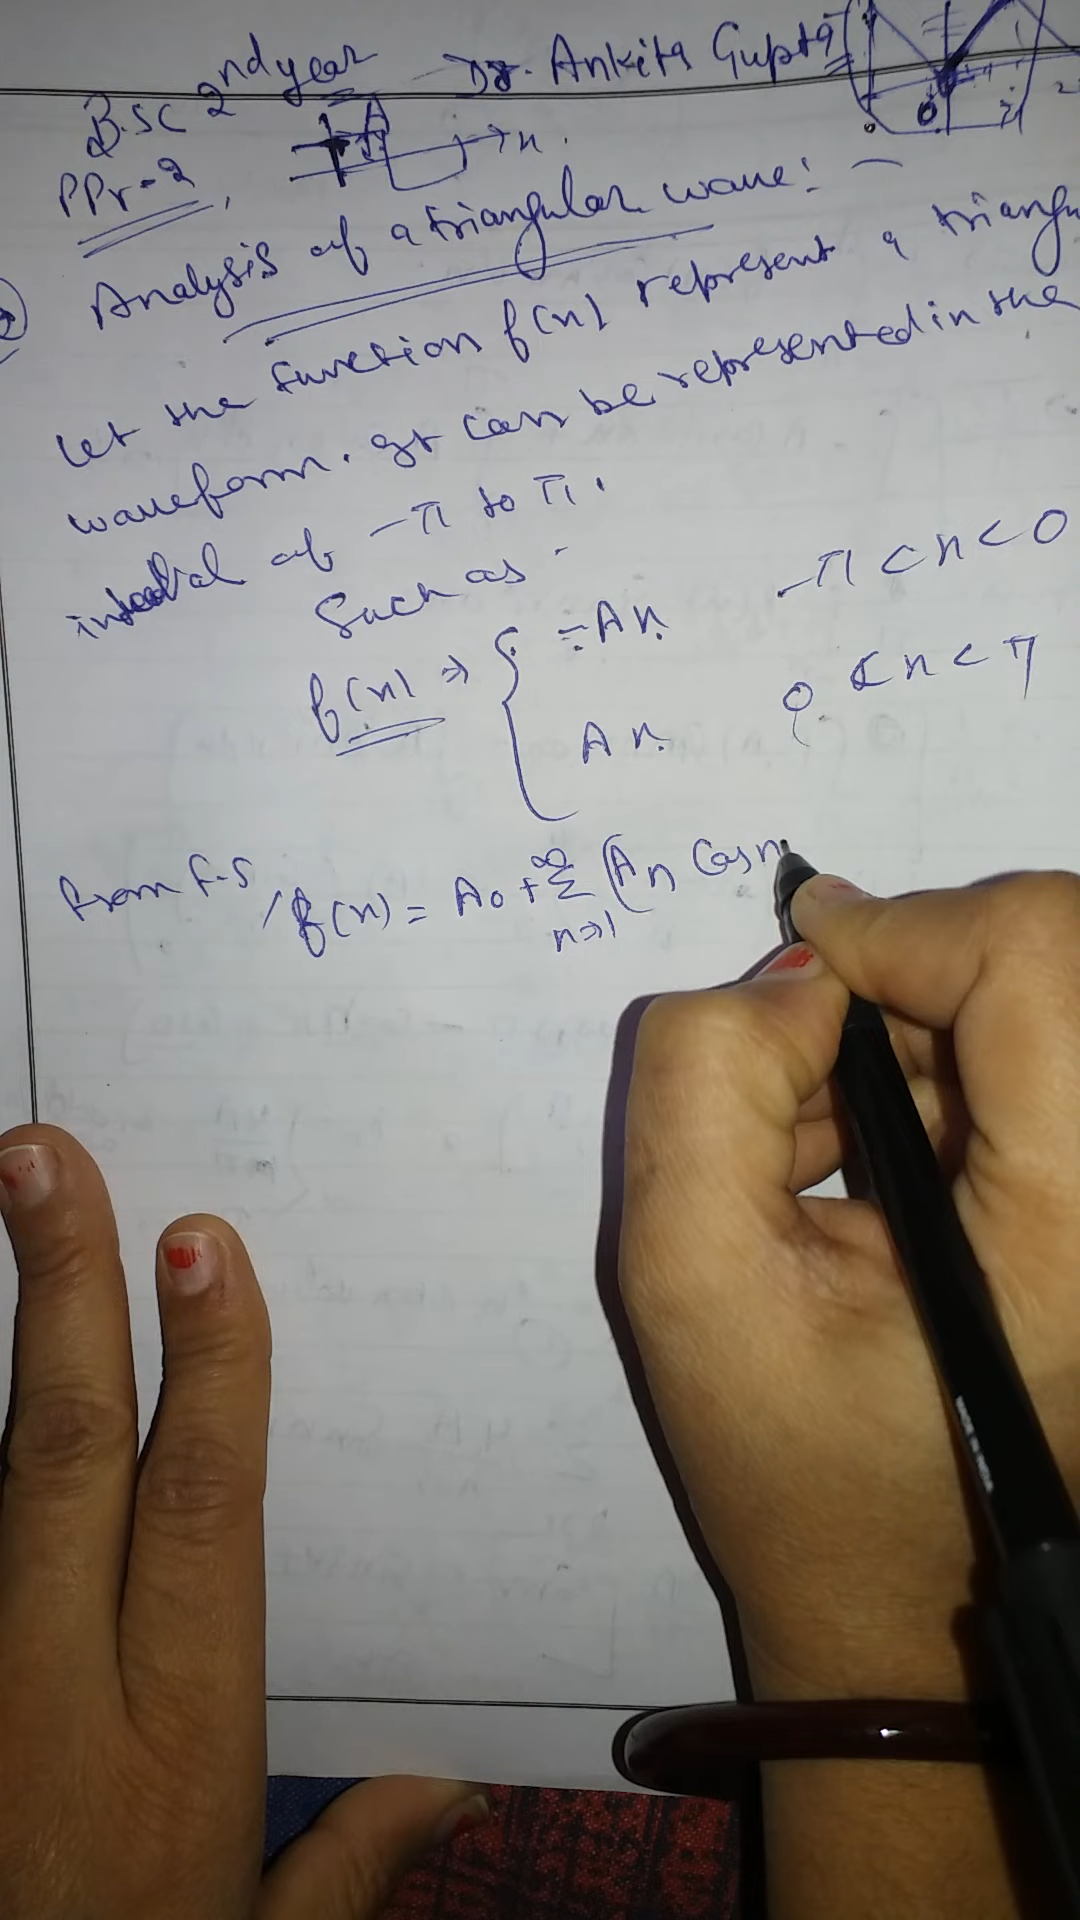 B.Sc 2nd year Dr. Ankita Gupta
PPr-2,
A → x.
0
Analysis of a triangular wave: —
Let the function f(x) represent a triangu
waveform. It can be represented in the
of -π to π.
Such as
f(x) ⇒ { -Ax. -π < x < 0
Ax. 0 < x < π
from F.S / f(x) = A0 + ∞ Σ n⇒1 (An Cos n